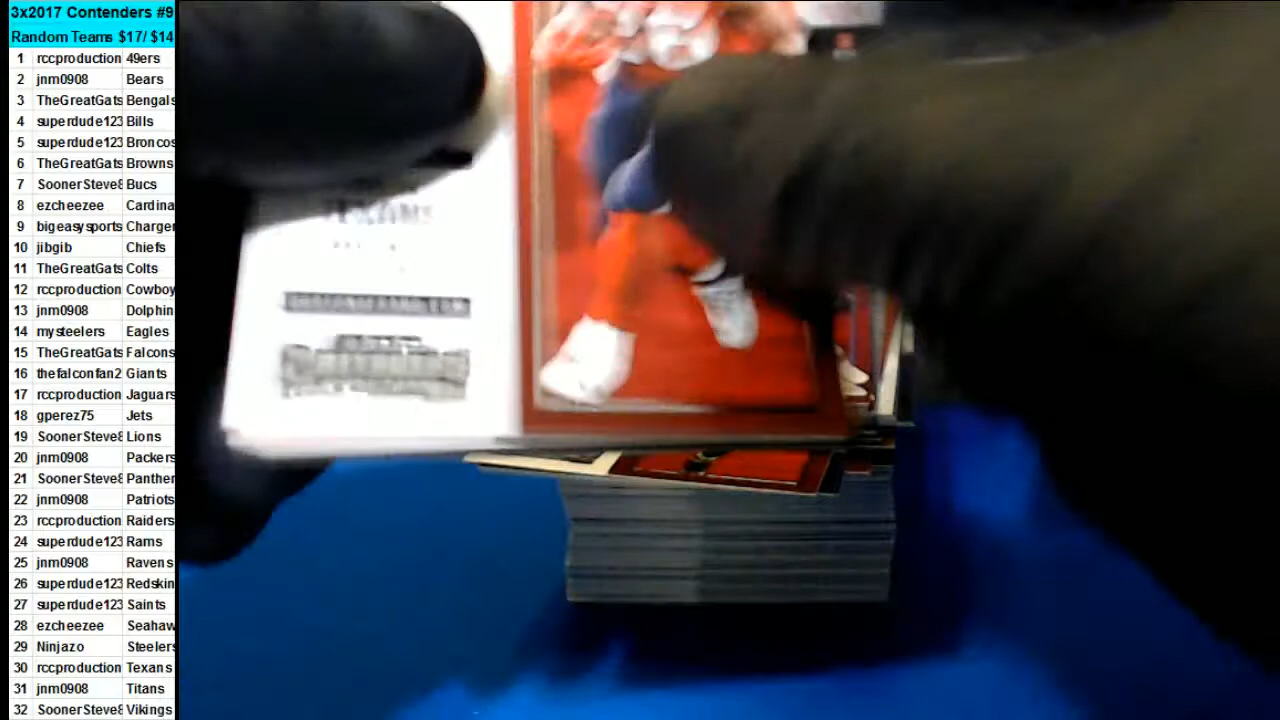 3x2017 Contenders #9
Random Teams $17/ $14
1 rccproduction 49ers
2 jnm0908 Bears
3 TheGreatGats Bengals
4 superdude123 Bills
5 superdude123 Broncos
6 TheGreatGats Browns
7 SoonerSteve8 Bucs
8 ezcheezee Cardina
9 bigeasysports Charger
10 jibgib Chiefs
11 TheGreatGats Colts
12 rccproduction Cowboy
13 jnm0908 Dolphin
14 mysteelers Eagles
15 TheGreatGats Falcons
16 thefalconfan2 Giants
17 rccproduction Jaguars
18 gperez75 Jets
19 SoonerSteve8 Lions
20 jnm0908 Packers
21 SoonerSteve8 Panther
22 jnm0908 Patriots
23 rccproduction Raiders
24 superdude123 Rams
25 jnm0908 Ravens
26 superdude123 Redskin
27 superdude123 Saints
28 ezcheezee Seahaw
29 Ninjazo Steelers
30 rccproduction Texans
31 jnm0908 Titans
32 SoonerSteve8 Vikings
TEXANS